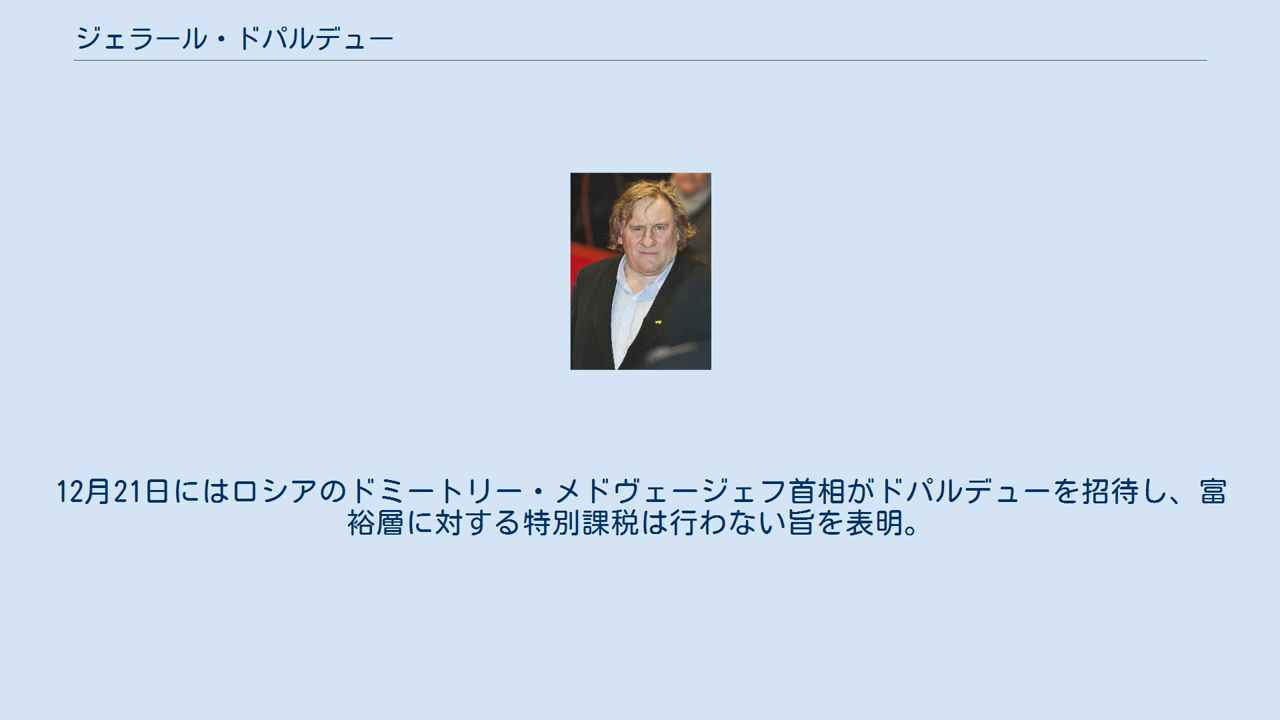 ジェラール・ドパルデュー
12月21日にはロシアのドミートリー・メドヴェージェフ首相がドパルデューを招待し、富
裕層に対する特別課税は行わない旨を表明。